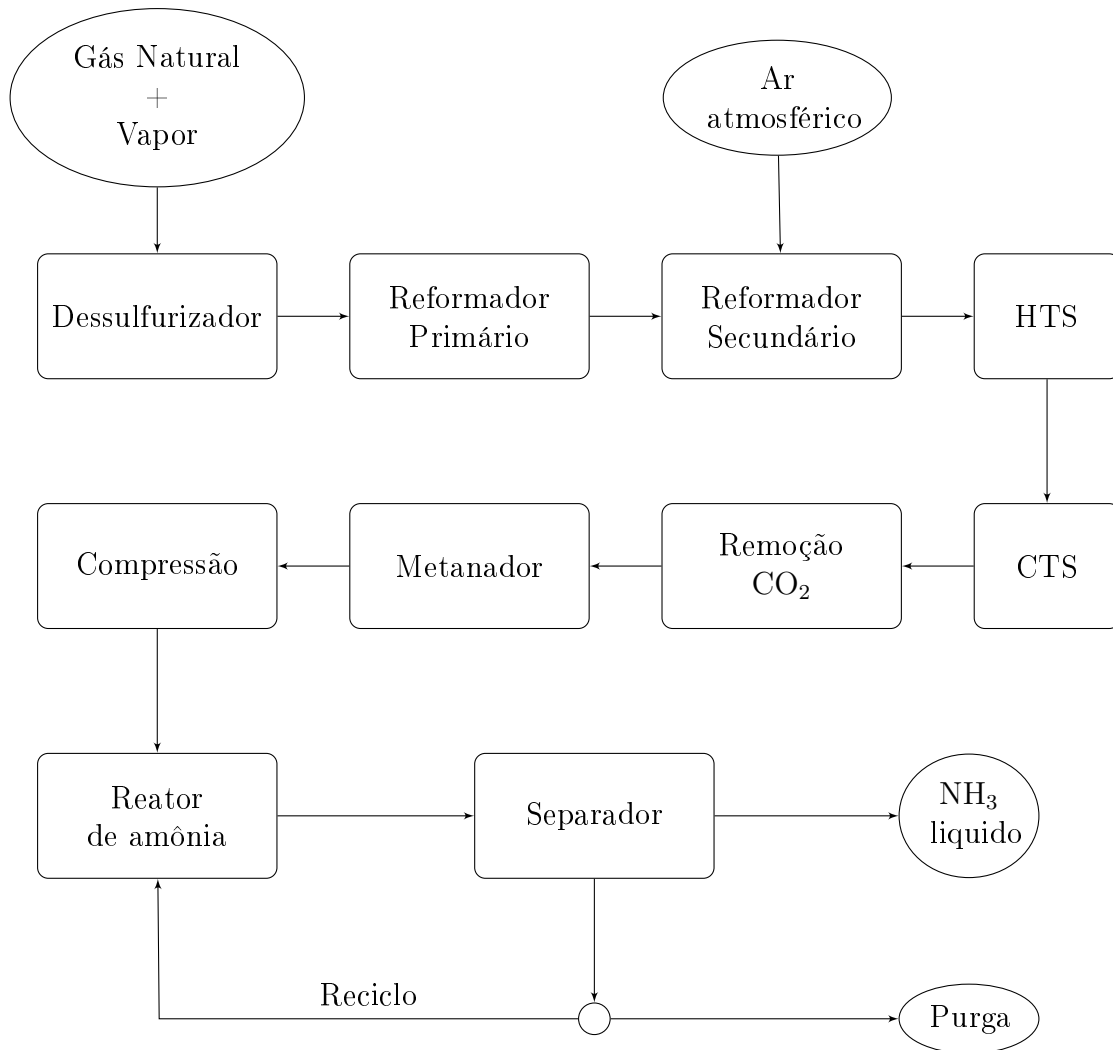 Gás Natural
+
Vapor
Ar
atmosférico
Dessulfurizador
Reformador
Primário
Reformador
Secundário
HTS
Compressão
Metanador
Remoção
CO₂
CTS
Reator
de amônia
Separador
NH₃
liquido
Reciclo
Purga